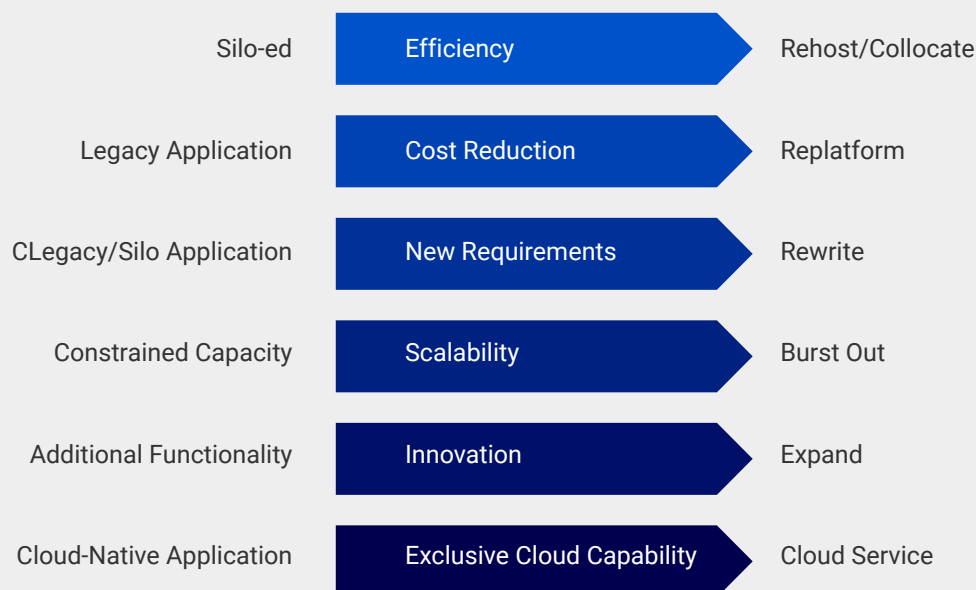 Silo-ed Efficiency Rehost/Collocate
Legacy Application Cost Reduction Replatform
CLegacy/Silo Application New Requirements Rewrite
Constrained Capacity Scalability Burst Out
Additional Functionality Innovation Expand
Cloud-Native Application Exclusive Cloud Capability Cloud Service